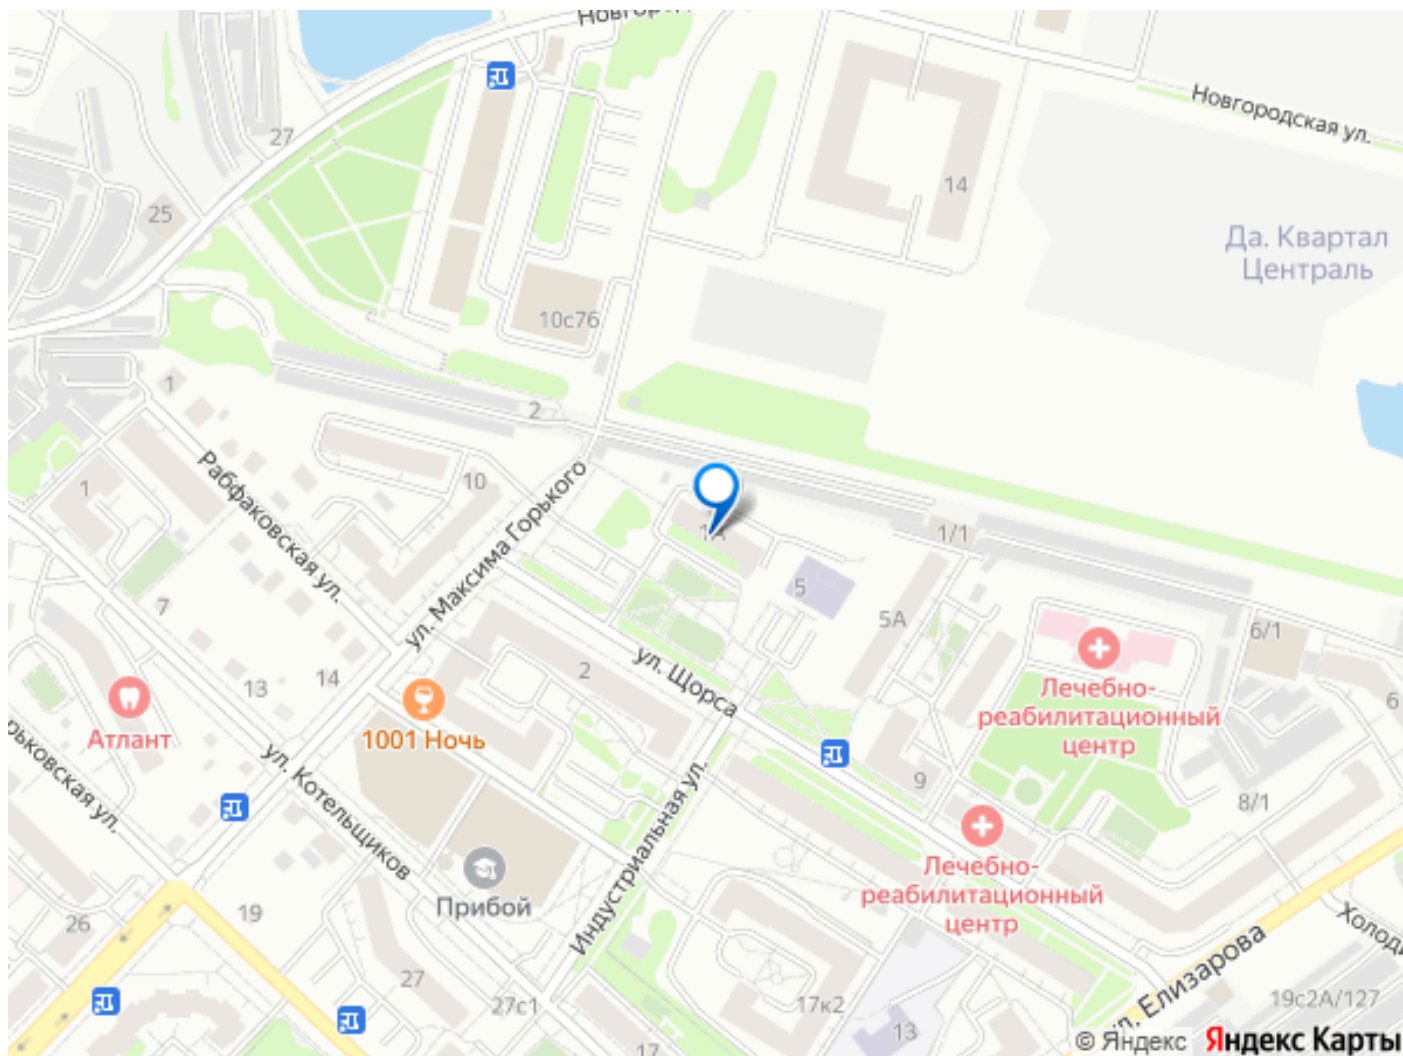 Новгородская ул.
27
25
14
Да. Квартал
Централь
10с76
1
2
10
1
Рабфаковская ул.
ул. Максима Горького
1А
1/1
5
5А
6/1
7
13
14
2
ул. Щорса
Лечебно-
реабилитационный
центр
6
Атлант
1001 Ночь
ул. Котельщиков
9
8/1
Индустриальная ул.
Прибой
Лечебно-
реабилитационный
центр
26
19
27
27с1
17
17к2
13
ул. Елизарова
19с2А/127
© Яндекс Яндекс Карты